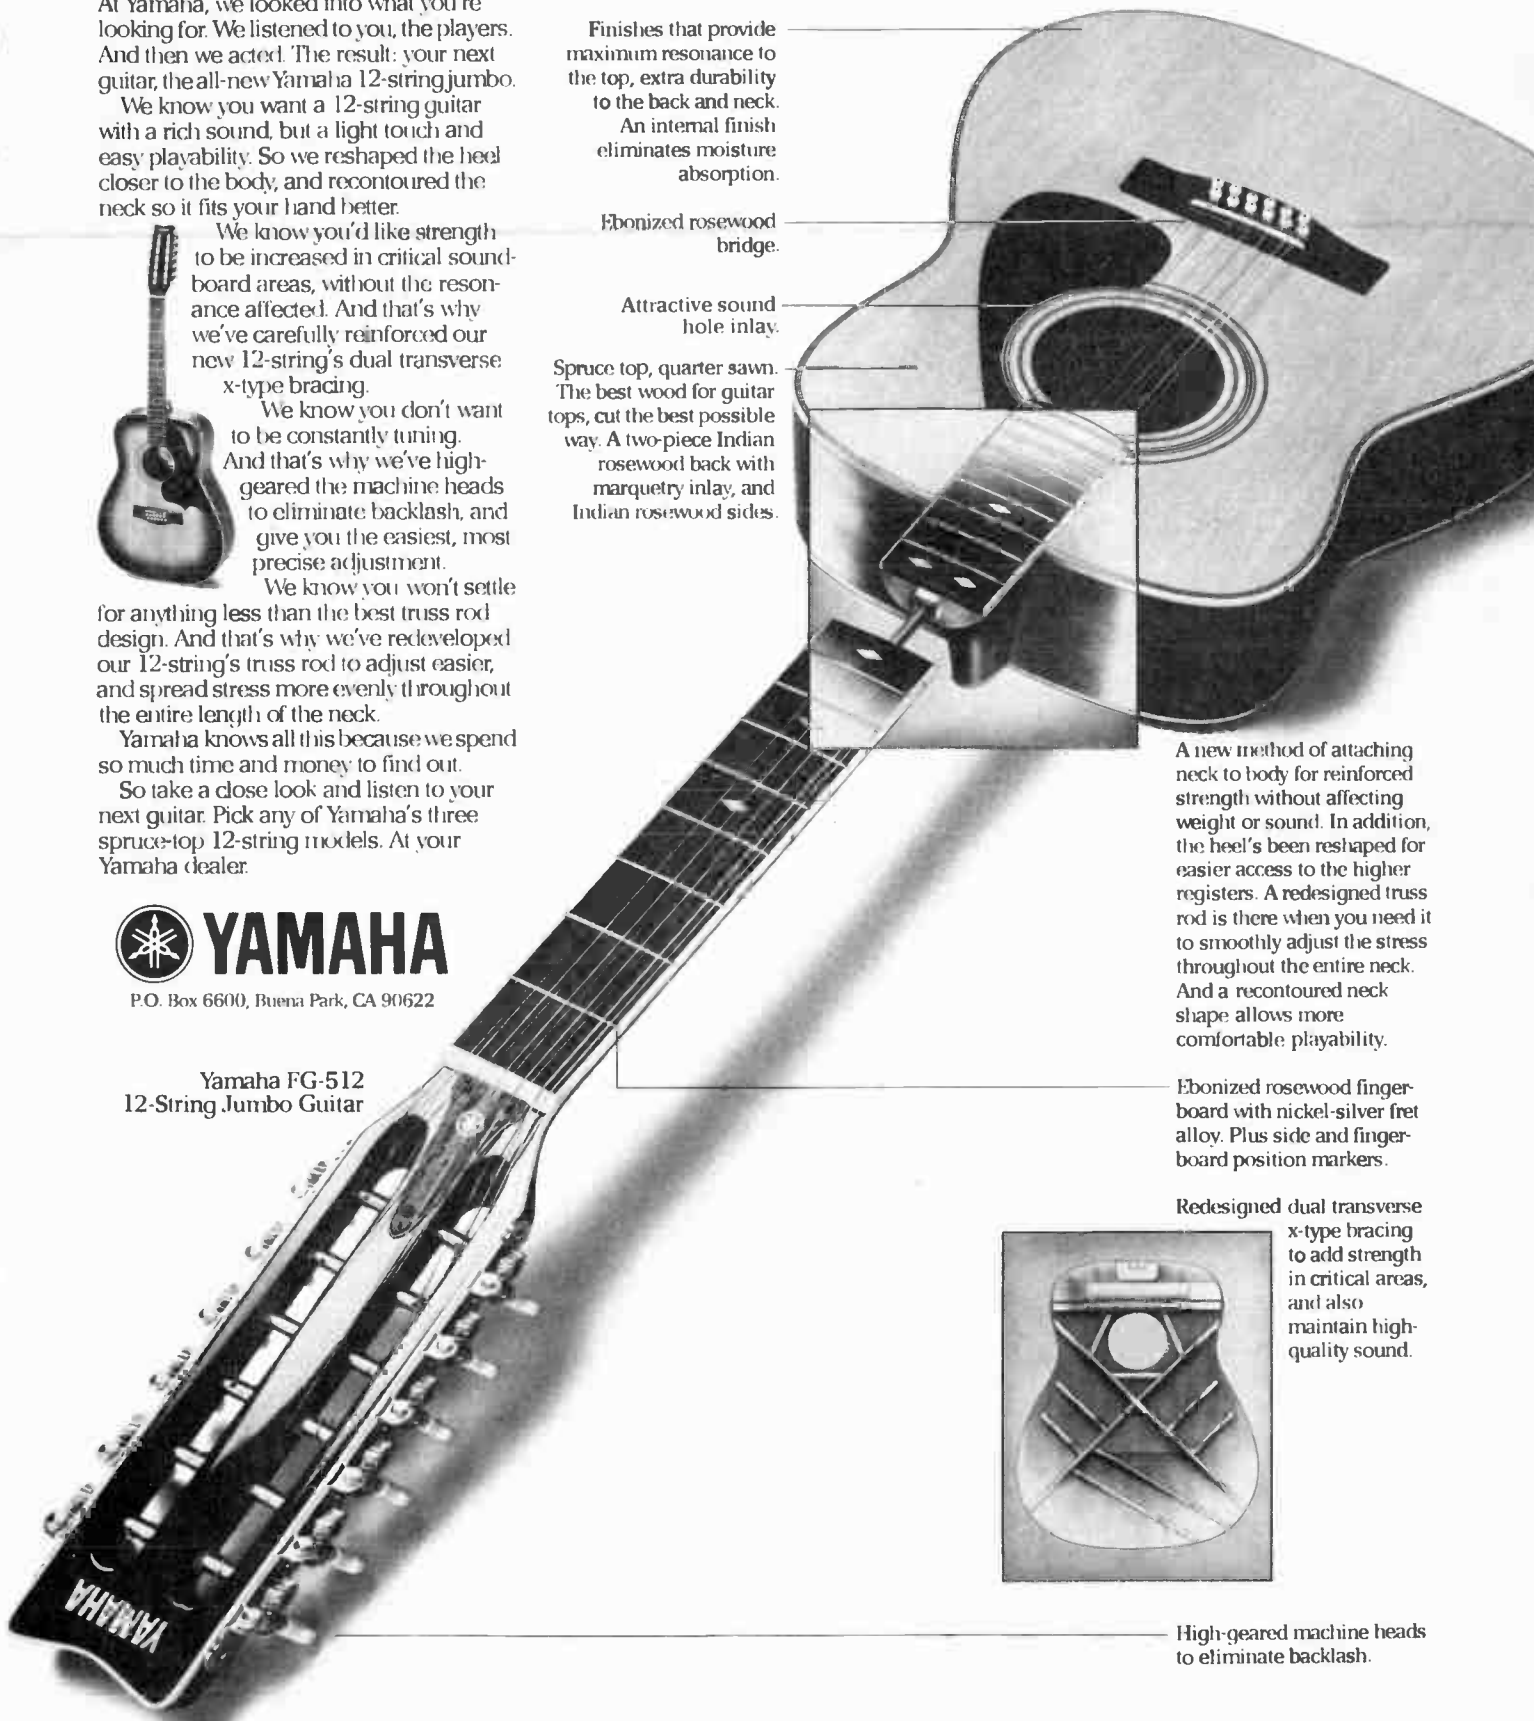 At Yamaha, we looked into what you're
looking for. We listened to you, the players.
And then we acted. The result: your next
guitar, the all-new Yamaha 12-string jumbo.
We know you want a 12-string guitar
with a rich sound, but a light touch and
easy playability. So we reshaped the heel
closer to the body, and recontoured the
neck so it fits your hand better.
We know you'd like strength
to be increased in critical sound-
board areas, without the reson-
ance affected. And that's why
we've carefully reinforced our
new 12-string's dual transverse
x-type bracing.
We know you don't want
to be constantly tuning.
And that's why we've high-
geared the machine heads
to eliminate backlash, and
give you the easiest, most
precise adjustment.
We know you won't settle
for anything less than the best truss rod
design. And that's why we've redeveloped
our 12-string's truss rod to adjust easier,
and spread stress more evenly throughout
the entire length of the neck.
Yamaha knows all this because we spend
so much time and money to find out.
So take a close look and listen to your
next guitar. Pick any of Yamaha's three
spruce-top 12-string models. At your
Yamaha dealer.
YAMAHA
P.O. Box 6600, Buena Park, CA 90622
Yamaha FG-512
12-String Jumbo Guitar
Finishes that provide
maximum resonance to
the top, extra durability
to the back and neck.
An internal finish
eliminates moisture
absorption.
Ebonized rosewood
bridge.
Attractive sound
hole inlay.
Spruce top, quarter sawn.
The best wood for guitar
tops, cut the best possible
way. A two-piece Indian
rosewood back with
marquetry inlay, and
Indian rosewood sides.
A new method of attaching
neck to body for reinforced
strength without affecting
weight or sound. In addition,
the heel's been reshaped for
easier access to the higher
registers. A redesigned truss
rod is there when you need it
to smoothly adjust the stress
throughout the entire neck.
And a recontoured neck
shape allows more
comfortable playability.
Ebonized rosewood finger-
board with nickel-silver fret
alloy. Plus side and finger-
board position markers.
Redesigned dual transverse
x-type bracing
to add strength
in critical areas,
and also
maintain high-
quality sound.
High-geared machine heads
to eliminate backlash.
YAMAHA